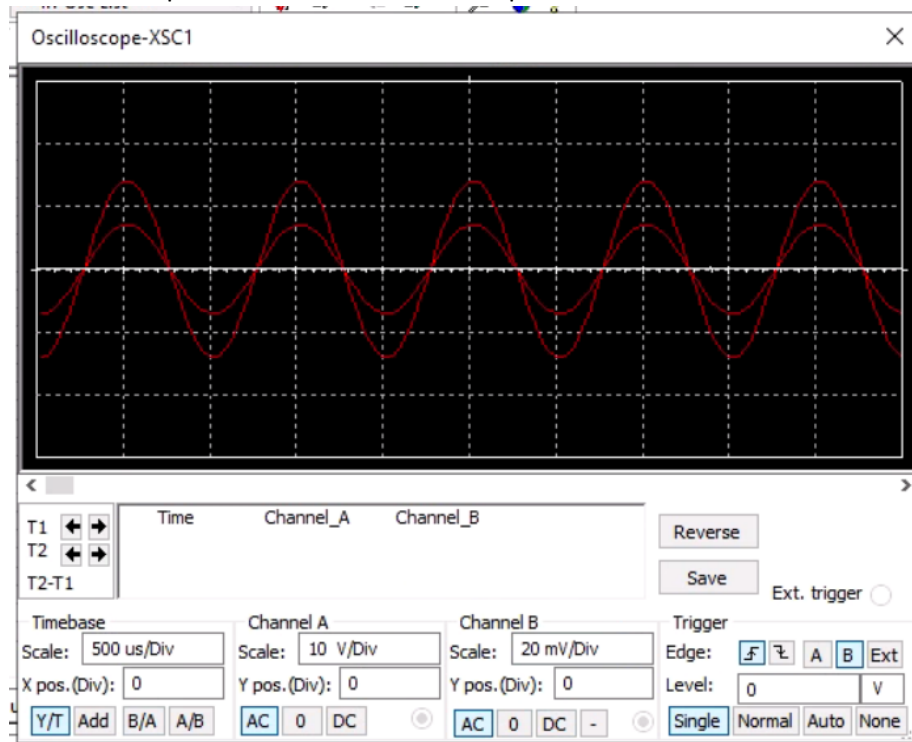 Oscilloscope-XSC1
T1
T2
T2-T1
Time Channel_A Channel_B
Reverse
Save
Ext. trigger
Timebase
Scale: 500 us/Div
X pos.(Div): 0
Y/T Add B/A A/B
Channel A
Scale: 10 V/Div
Y pos.(Div): 0
AC 0 DC
Channel B
Scale: 20 mV/Div
Y pos.(Div): 0
AC 0 DC -
Trigger
Edge: A B Ext
Level: 0 V
Single Normal Auto None